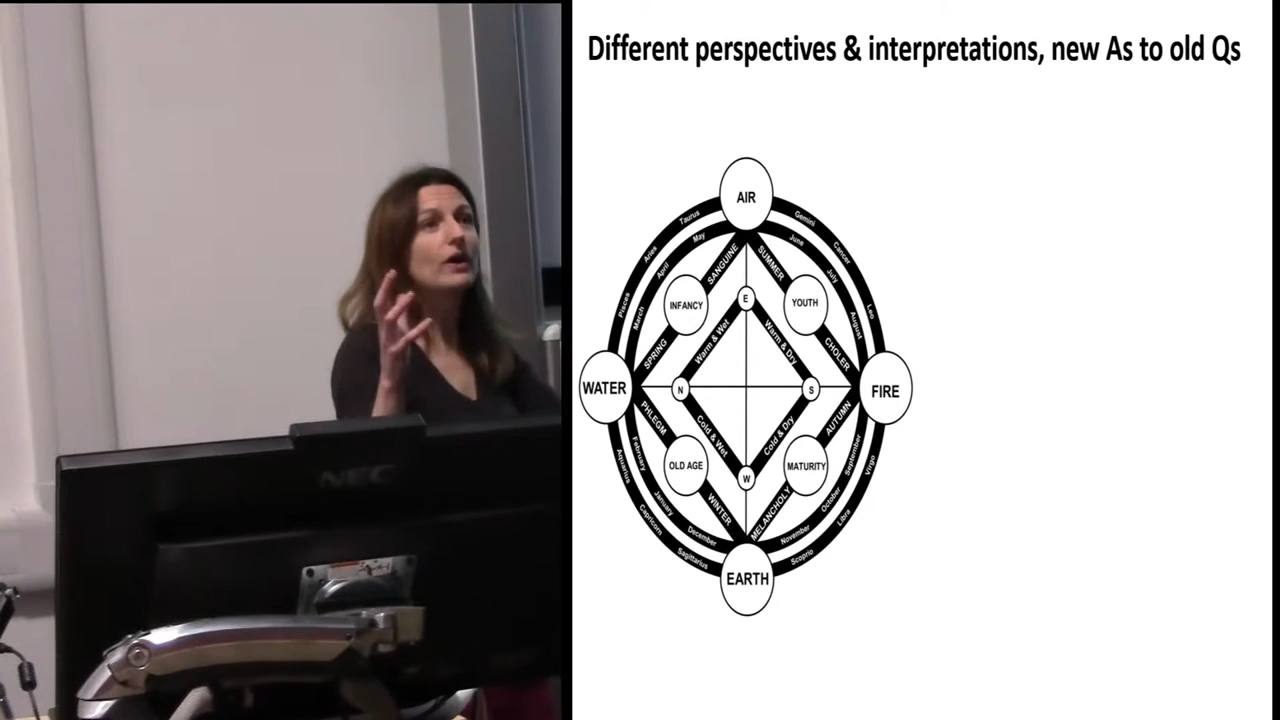 Different perspectives & interpretations, new As to old Qs
AIR
Taurus
Gemini
Aries
May
June
Cancer
Pisces
April
SANGUINE
SUMMER
July
Leo
March
INFANCY
E
YOUTH
August
SPRING
Warm & Wet
Warm & Dry
CHOLER
WATER
N
S
FIRE
PHLEGM
Cold & Wet
Cold & Dry
AUTUMN
Aquarius
February
OLD AGE
MATURITY
September
Virgo
January
W
October
Capricorn
WINTER
MELANCHOLY
Libra
December
November
Sagittarius
Scoprio
EARTH
NEC